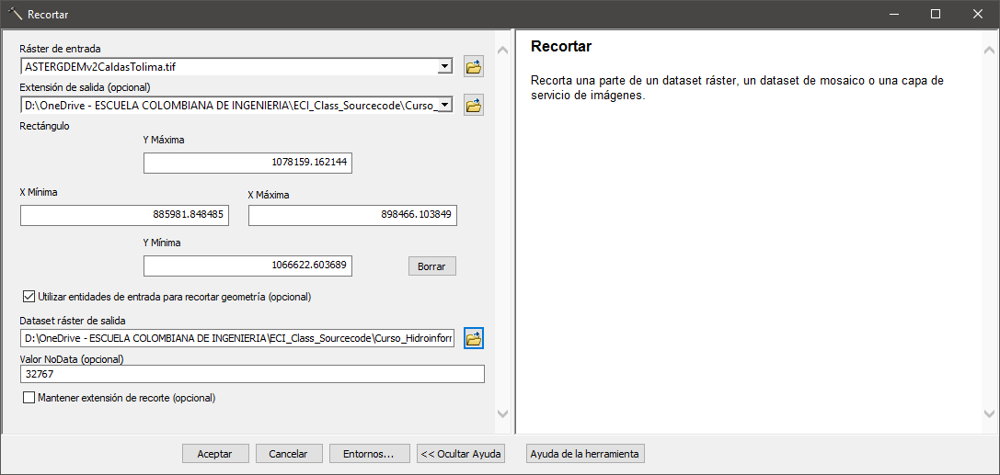 Recortar
Ráster de entrada
ASTERGDEMv2CaldasTolima.tif
Extensión de salida (opcional)
D:\OneDrive - ESCUELA COLOMBIANA DE INGENIERIA\ECI_Class_Sourcecode\Curso_
Rectángulo
Y Máxima
1078159.162144
X Mínima
X Máxima
885981.848485
898466.103849
Y Mínima
1066622.603689
Borrar
Utilizar entidades de entrada para recortar geometría (opcional)
Dataset ráster de salida
D:\OneDrive - ESCUELA COLOMBIANA DE INGENIERIA\ECI_Class_Sourcecode\Curso_Hidroinforr
Valor NoData (opcional)
32767
Mantener extensión de recorte (opcional)
Recortar
Recorta una parte de un dataset ráster, un dataset de mosaico o una capa de
servicio de imágenes.
Aceptar
Cancelar
Entornos...
<< Ocultar Ayuda
Ayuda de la herramienta